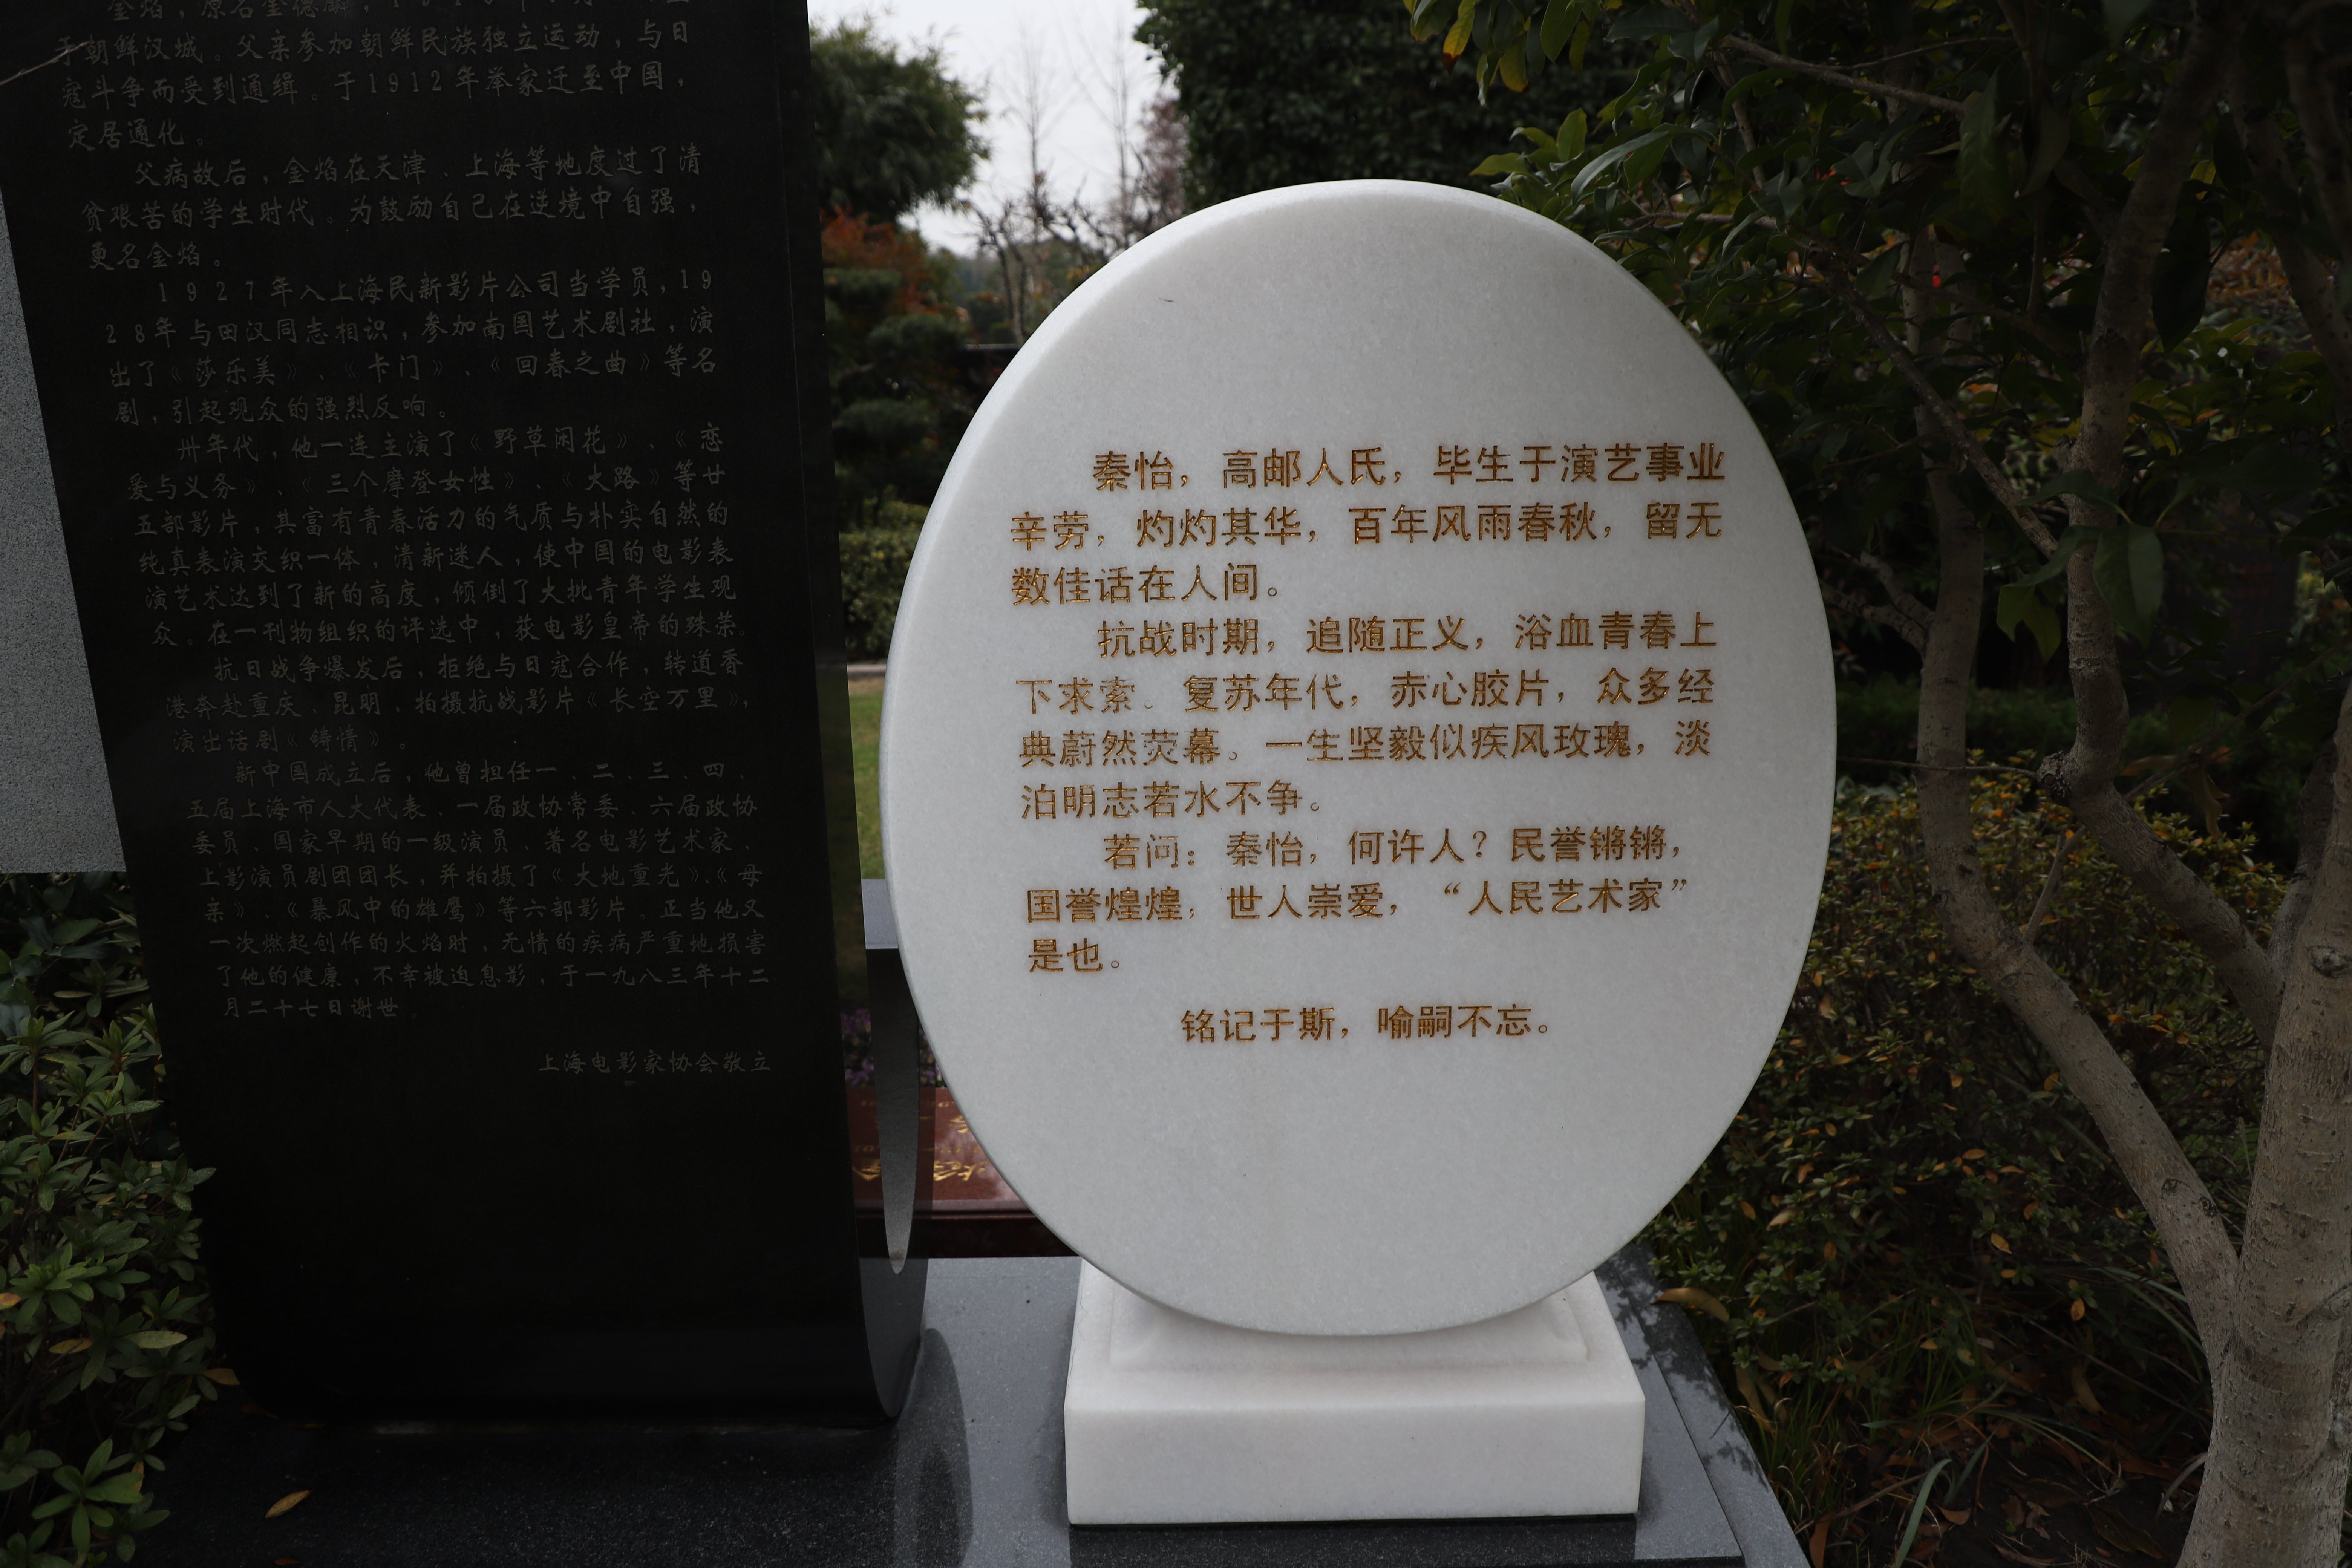 于朝鲜汉城。父亲参加朝鲜民族独立运动，与日
寇斗争而受到通缉。于1912年举家迁至中国，
定居通化。
父病故后，金焰在天津、上海等地度过了清
贫艰苦的学生时代。为鼓励自己在逆境中自强，
更名金焰。
1927年入上海民新影片公司当学员，19
28年与田汉同志相识，参加南国艺术剧社，演
出了《莎乐美》、《卡门》、《回春之曲》等名
剧，引起观众的强烈反响。
卅年代，他一连主演了《野草闲花》、《恋
爱与义务》、《三个摩登女性》、《大路》等廿
五部影片，其富有青春活力的气质与朴实自然的
纯真表演交织一体，清新迷人，使中国的电影表
演艺术达到了新的高度，倾倒了大批青年学生观
众。在一刊物组织的评选中，获电影皇帝的殊荣。
抗日战争爆发后，拒绝与日寇合作，转道香
港奔赴重庆、昆明、拍摄抗战影片《长空万里》，
演出话剧《铸情》。
新中国成立后，他曾担任一、二、三、四、
五届上海市人大代表、一届政协常委、六届政协
委员、国家早期的一级演员、著名电影艺术家、
上影演员剧团团长，并拍摄了《大地重光》、《母
亲》、《暴风中的雄鹰》等六部影片、正当他又
一次燃起创作的火焰时，无情的疾病严重地损害
了他的健康，不幸被迫息影，于一九八三年十二
月二十七日谢世。
上海电影家协会敬立
秦怡，高邮人氏，毕生于演艺事业
辛劳，灼灼其华，百年风雨春秋，留无
数佳话在人间。
抗战时期，追随正义，浴血青春上
下求索。复苏年代，赤心胶片，众多经
典蔚然荧幕。一生坚毅似疾风玫瑰，淡
泊明志若水不争。
若问：秦怡，何许人？民誉锵锵，
国誉煌煌，世人崇爱，“人民艺术家”
是也。
铭记于斯，喻嗣不忘。